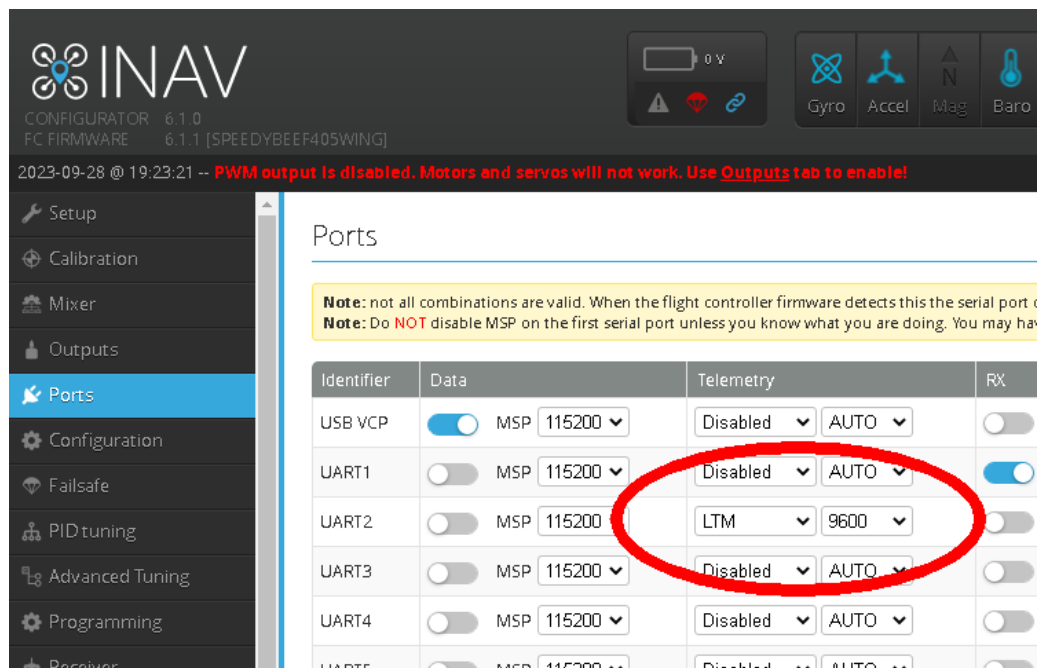 INAV
CONFIGURATOR 6.1.0
FC FIRMWARE 6.1.1 [SPEEDYBEEF405WING]
0 V
N
Gyro Accel Mag Baro
2023-09-28 @ 19:23:21 -- PWM output is disabled. Motors and servos will not work. Use Outputs tab to enable!
Setup
Calibration
Mixer
Outputs
Ports
Configuration
Failsafe
PID tuning
Advanced Tuning
Programming
Receiver
Ports
Note: not all combinations are valid. When the flight controller firmware detects this the serial port
Note: Do NOT disable MSP on the first serial port unless you know what you are doing. You may
Identifier Data Telemetry RX
USB VCP MSP 115200 Disabled AUTO
UART1 MSP 115200 Disabled AUTO
UART2 MSP 115200 LTM 9600
UART3 MSP 115200 Disabled AUTO
UART4 MSP 115200 Disabled AUTO
UART5 MSP 115200 Disabled AUTO